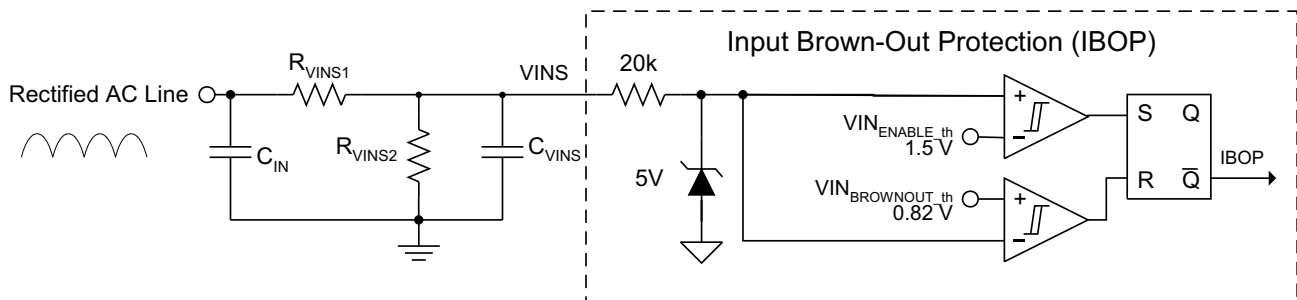 Input Brown-Out Protection (IBOP)
Rectified AC Line
RVINS1
VINS
20k
CIN
RVINS2
CVINS
5V
VINENABLE_th
1.5 V
VINBROWNOUT_th
0.82 V
+
−
+
−
S Q
R Q̅
IBOP